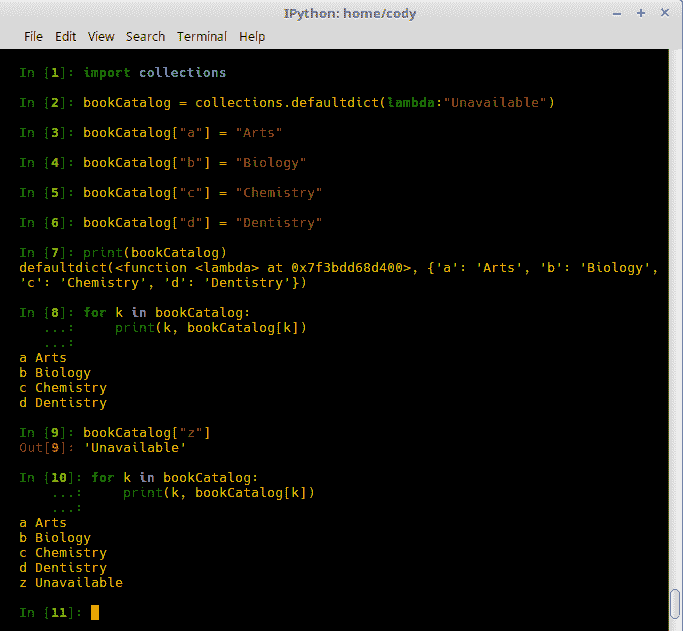 IPython: home/cody
File Edit View Search Terminal Help
In [1]: import collections
In [2]: bookCatalog = collections.defaultdict(lambda:"Unavailable")
In [3]: bookCatalog["a"] = "Arts"
In [4]: bookCatalog["b"] = "Biology"
In [5]: bookCatalog["c"] = "Chemistry"
In [6]: bookCatalog["d"] = "Dentistry"
In [7]: print(bookCatalog)
defaultdict(<function <lambda> at 0x7f3bdd68d400>, {'a': 'Arts', 'b': 'Biology',
'c': 'Chemistry', 'd': 'Dentistry'})
In [8]: for k in bookCatalog:
   ...:     print(k, bookCatalog[k])
   ...:
a Arts
b Biology
c Chemistry
d Dentistry
In [9]: bookCatalog["z"]
Out[9]: 'Unavailable'
In [10]: for k in bookCatalog:
    ...:     print(k, bookCatalog[k])
    ...:
a Arts
b Biology
c Chemistry
d Dentistry
z Unavailable
In [11]: